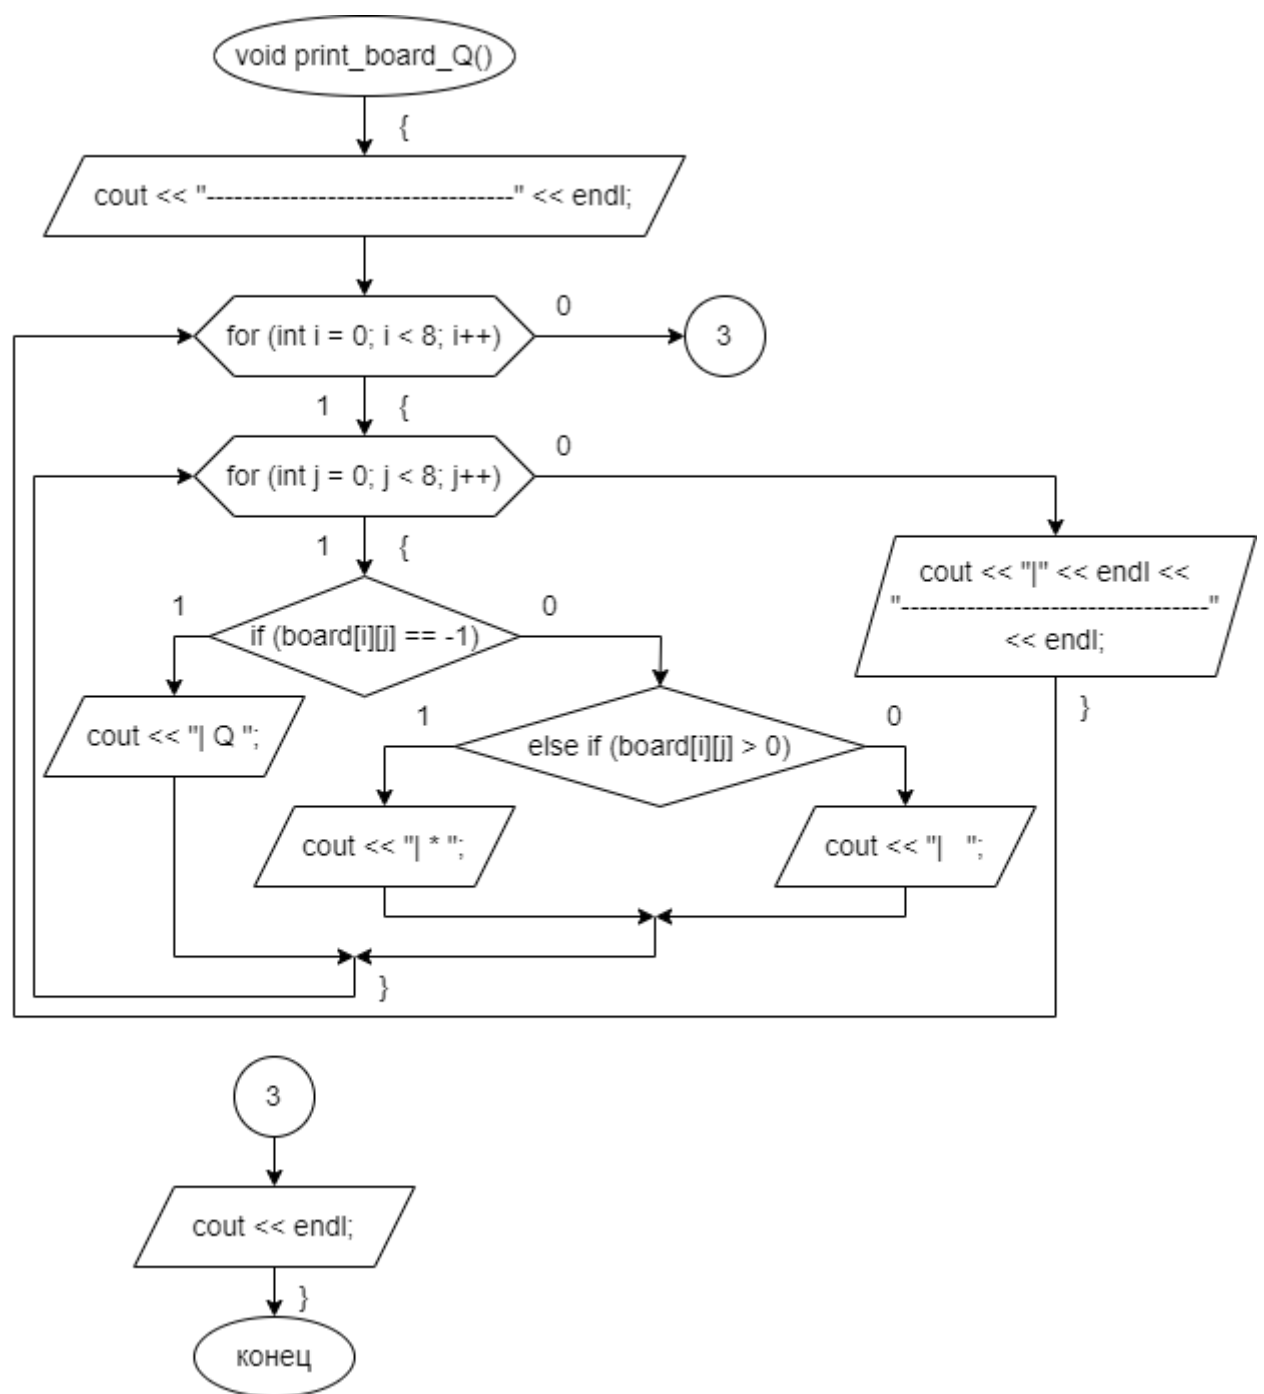 void print_board_Q()
{
cout << "---------------------------------" << endl;
for (int i = 0; i < 8; i++)
0
3
1
{
for (int j = 0; j < 8; j++)
0
1
{
if (board[i][j] == -1)
1
0
cout << "|" << endl <<
"---------------------------------"
<< endl;
}
cout << "| Q ";
else if (board[i][j] > 0)
1
0
cout << "| * ";
cout << "|   ";
}
3
cout << endl;
}
конец